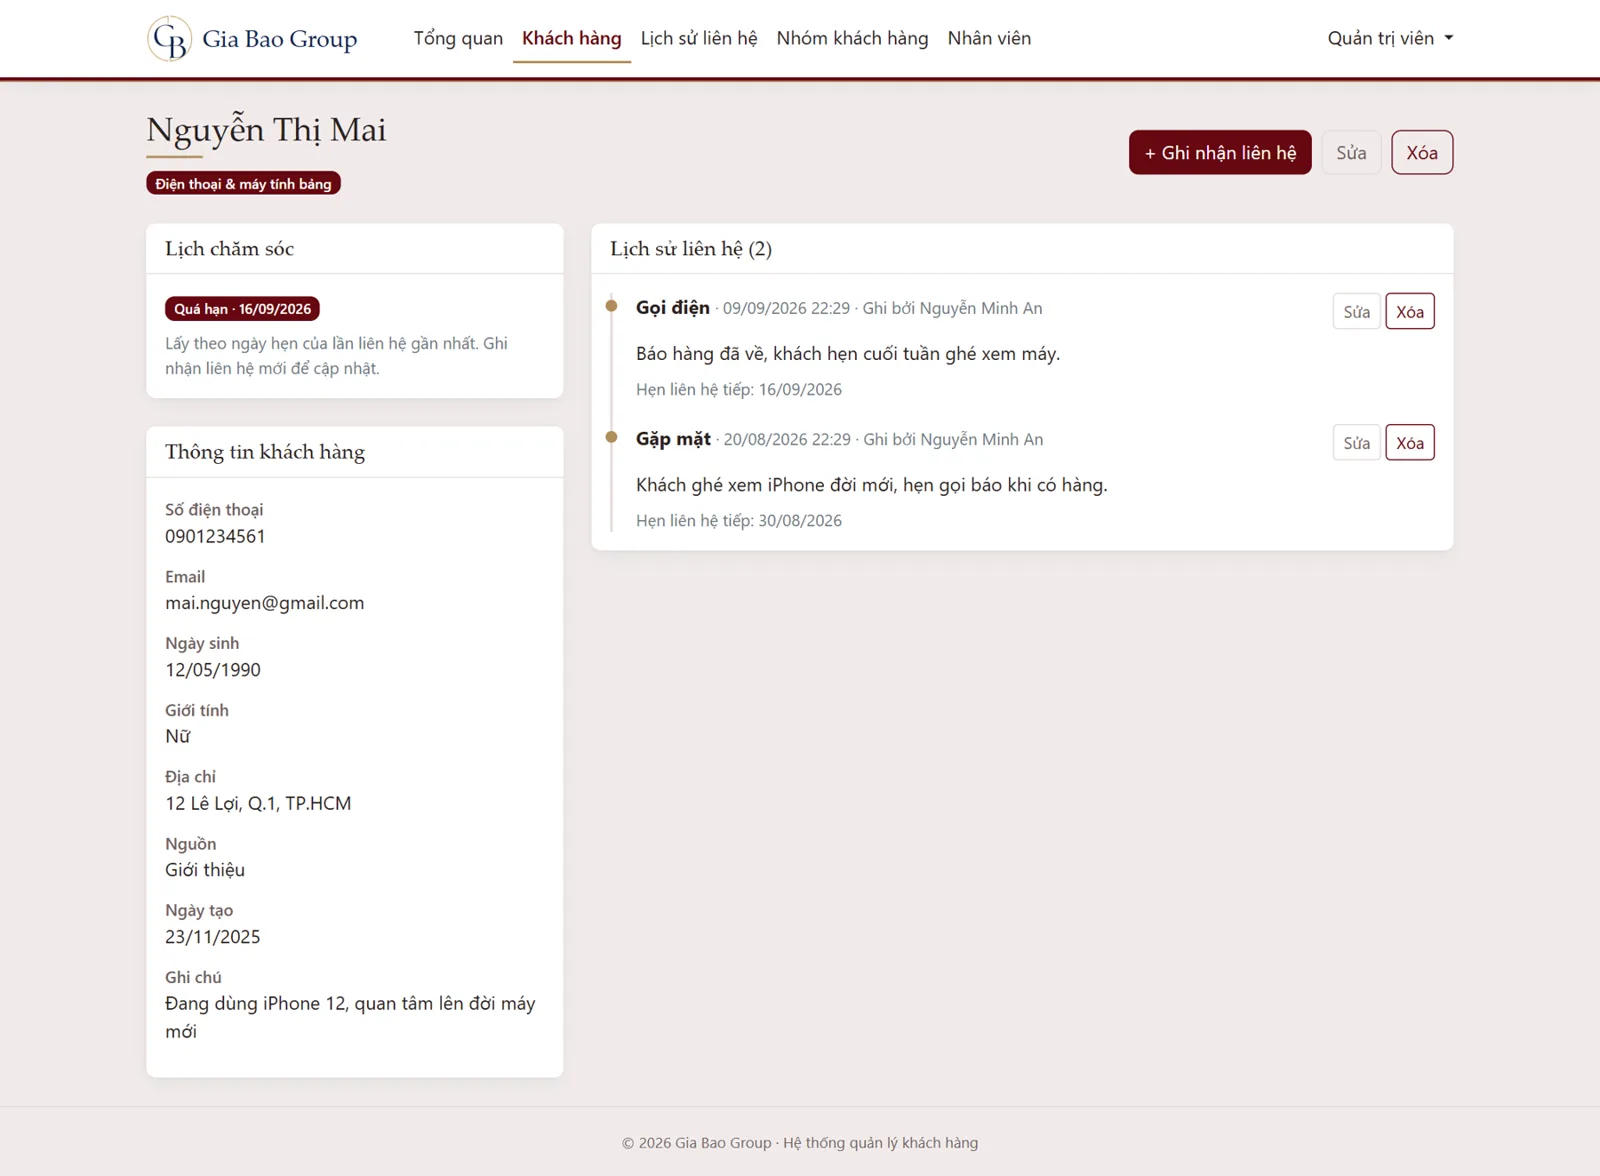 GB Gia Bao Group
Tổng quan
Khách hàng
Lịch sử liên hệ
Nhóm khách hàng
Nhân viên
Quản trị viên
Nguyễn Thị Mai
Điện thoại & máy tính bảng
+ Ghi nhận liên hệ
Sửa
Xóa
Lịch chăm sóc
Quá hạn · 16/09/2026
Lấy theo ngày hẹn của lần liên hệ gần nhất. Ghi
nhận liên hệ mới để cập nhật.
Thông tin khách hàng
Số điện thoại
0901234561
Email
mai.nguyen@gmail.com
Ngày sinh
12/05/1990
Giới tính
Nữ
Địa chỉ
12 Lê Lợi, Q.1, TP.HCM
Nguồn
Giới thiệu
Ngày tạo
23/11/2025
Ghi chú
Đang dùng iPhone 12, quan tâm lên đời máy
mới
Lịch sử liên hệ (2)
Gọi điện · 09/09/2026 22:29 · Ghi bởi Nguyễn Minh An
Sửa
Xóa
Báo hàng đã về, khách hẹn cuối tuần ghé xem máy.
Hẹn liên hệ tiếp: 16/09/2026
Gặp mặt · 20/08/2026 22:29 · Ghi bởi Nguyễn Minh An
Sửa
Xóa
Khách ghé xem iPhone đời mới, hẹn gọi báo khi có hàng.
Hẹn liên hệ tiếp: 30/08/2026
© 2026 Gia Bao Group · Hệ thống quản lý khách hàng